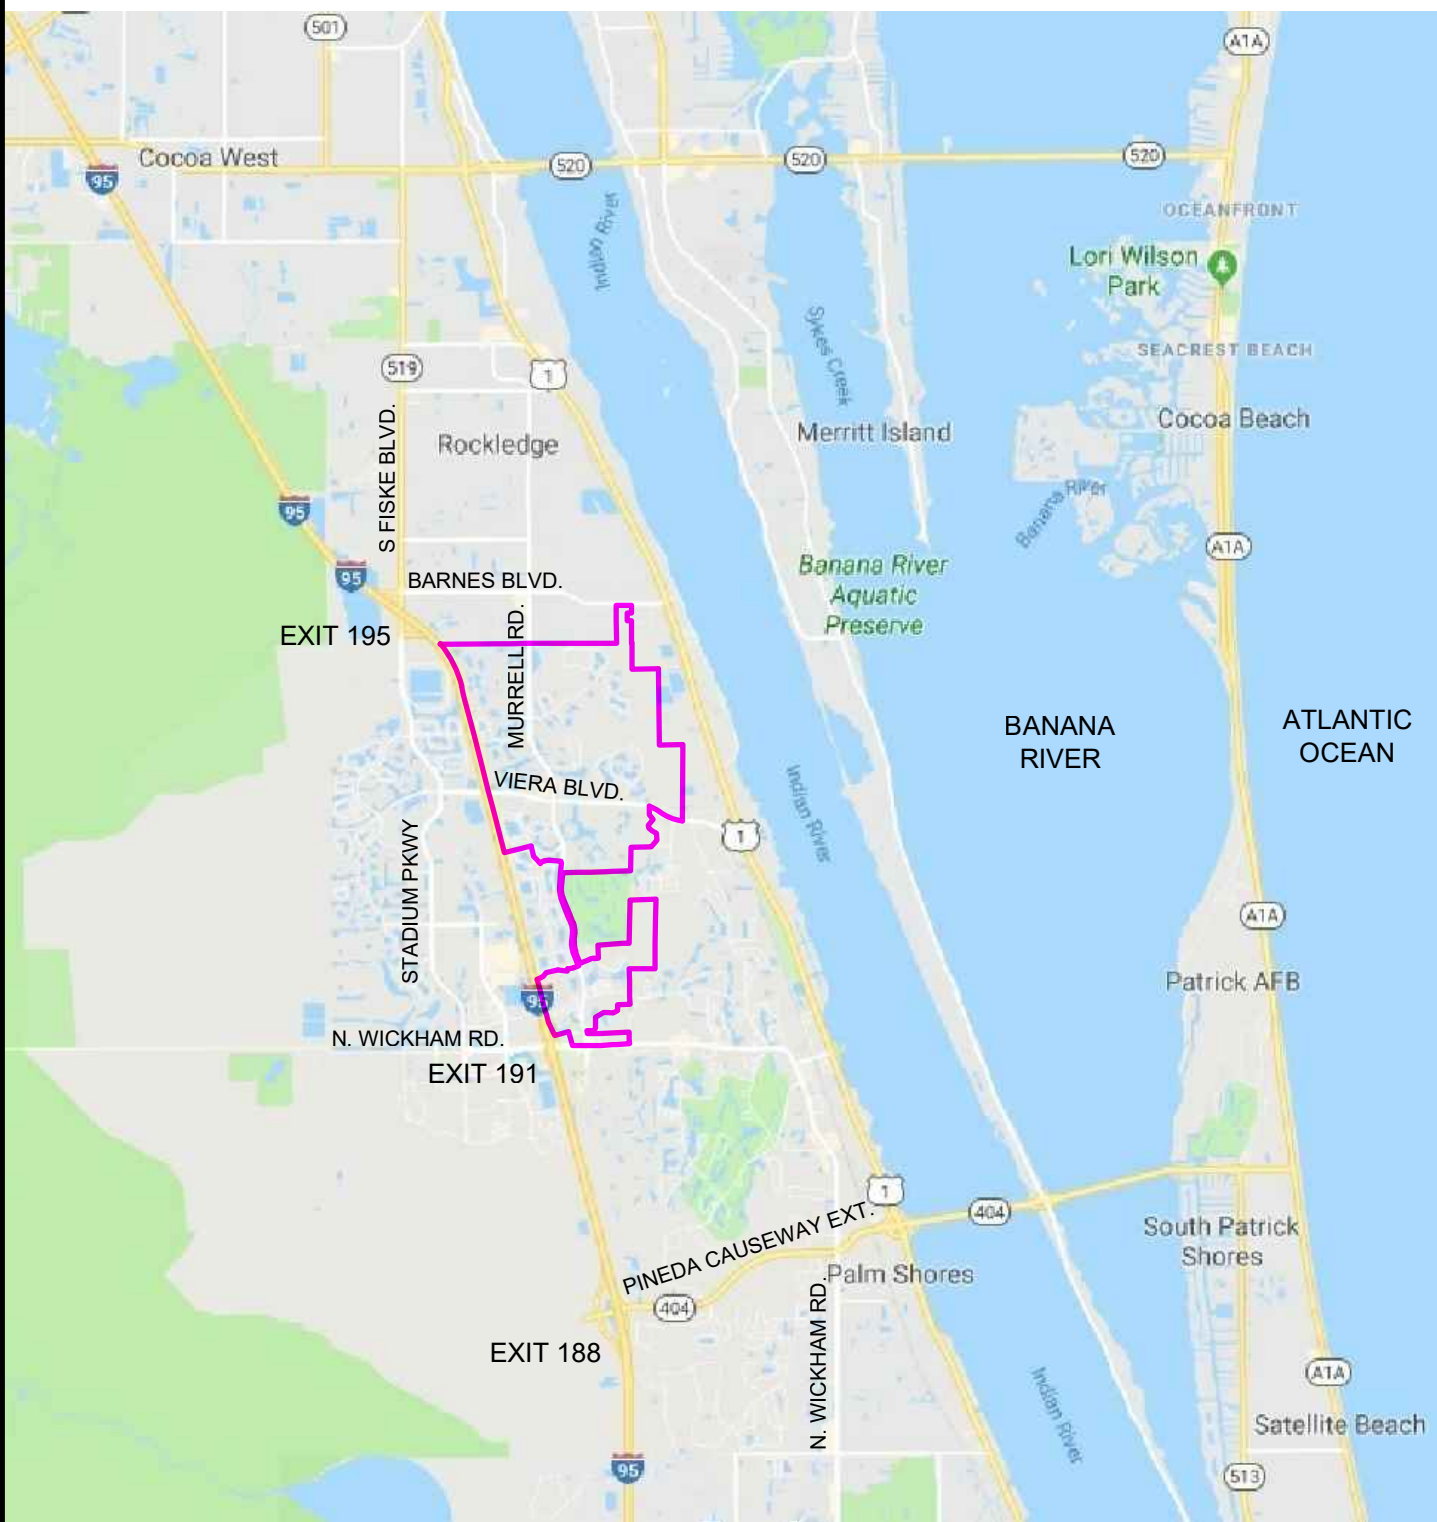 501
A1A
Cocoa West
95
520
520
520
Indian River
OCEANFRONT
Lori Wilson
Park
Sykes Creek
SEACREST BEACH
519
1
S FISKE BLVD.
Rockledge
Merritt Island
Cocoa Beach
95
Banana River
A1A
95
BARNES BLVD.
Banana River
Aquatic
Preserve
EXIT 195
MURRELL RD.
BANANA
RIVER
ATLANTIC
OCEAN
VIERA BLVD.
Indian River
1
STADIUM PKWY
A1A
Patrick AFB
95
N. WICKHAM RD.
EXIT 191
1
404
PINEDA CAUSEWAY EXT.
South Patrick
Shores
Palm Shores
404
N. WICKHAM RD.
EXIT 188
A1A
Indian River
Satellite Beach
95
513